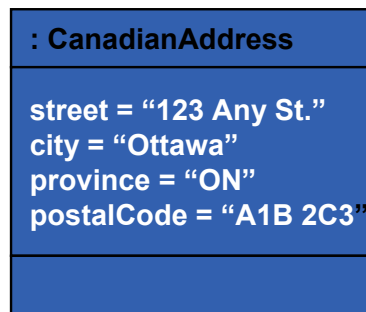 : CanadianAddress
street = “123 Any St.”
city = “Ottawa”
province = “ON”
postalCode = “A1B 2C3”